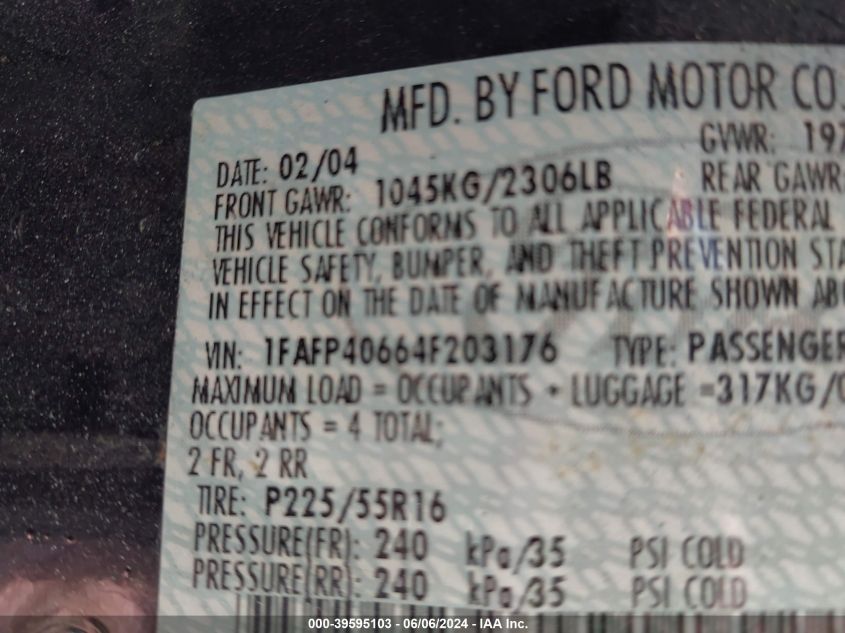 MFD. BY FORD MOTOR CO.
DATE: 02/04 GVWR: 197
FRONT GAWR: 1045KG/2306LB REAR GAWR:
THIS VEHICLE CONFORMS TO ALL APPLICABLE FEDERAL
VEHICLE SAFETY, BUMPER, AND THEFT PREVENTION STA
IN EFFECT ON THE DATE OF MANUFACTURE SHOWN ABO
VIN: 1FAFP40664F203176 TYPE: PASSENGER
MAXIMUM LOAD = OCCUPANTS + LUGGAGE =317KG/0
OCCUPANTS = 4 TOTAL;
2 FR, 2 RR
TIRE: P225/55R16
PRESSURE(FR): 240 kPa/35 PSI COLD
PRESSURE(RR): 240 kPa/35 PSI COLD
000-39595103 - 06/06/2024 - IAA Inc.